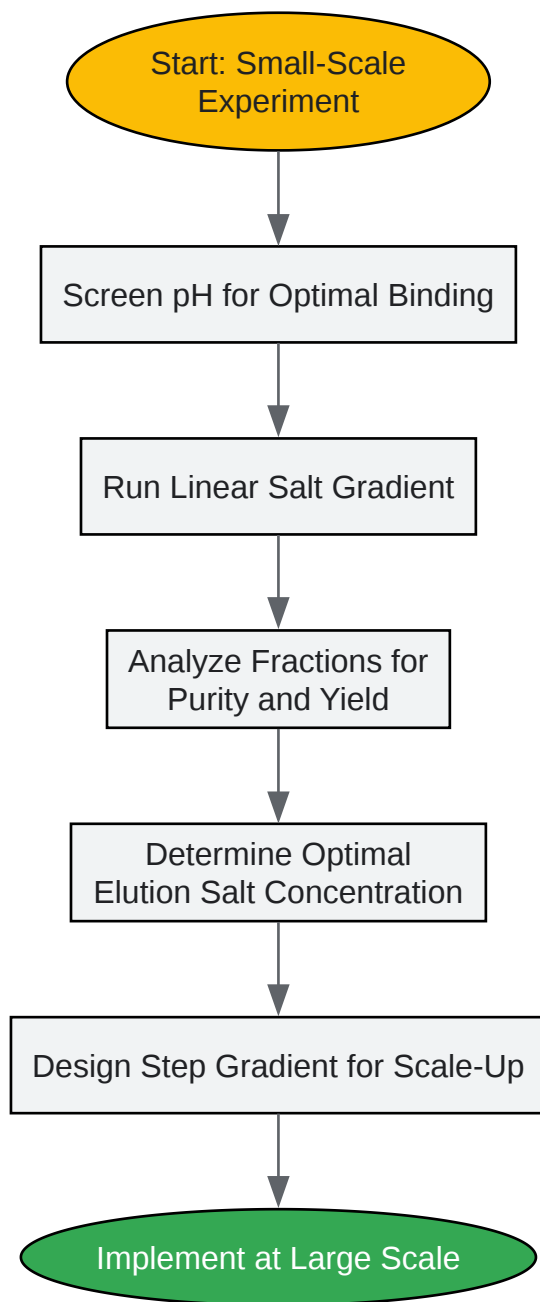 Start: Small-Scale
Experiment
Screen pH for Optimal Binding
Run Linear Salt Gradient
Analyze Fractions for
Purity and Yield
Determine Optimal
Elution Salt Concentration
Design Step Gradient for Scale-Up
Implement at Large Scale